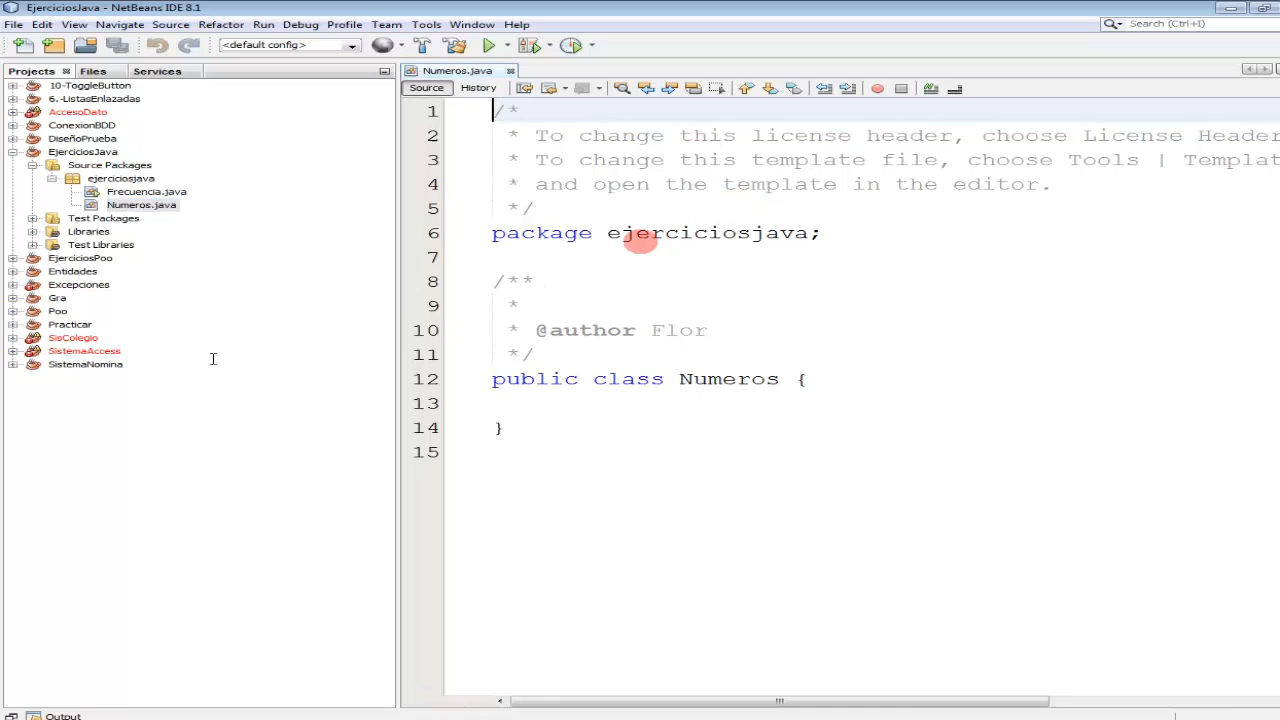 EjerciciosJava - NetBeans IDE 8.1
File Edit View Navigate Source Refactor Run Debug Profile Team Tools Window Help
Search (Ctrl+I)
<default config>
Projects Files Services
Numeros.java
Source History
10-ToggleButton
6.-ListasEnlazadas
AccesoDato
ConexionBDD
DiseñoPrueba
EjerciciosJava
Source Packages
ejerciciosjava
Frecuencia.java
Numeros.java
Test Packages
Libraries
Test Libraries
EjerciciosPoo
Entidades
Excepciones
Gra
Poo
Practicar
SisColegio
SistemaAccess
SistemaNomina
1 /*
2 * To change this license header, choose License Header
3 * To change this template file, choose Tools | Templat
4 * and open the template in the editor.
5 */
6 package ejerciciosjava;
7
8 /**
9 *
10 * @author Flor
11 */
12 public class Numeros {
13
14 }
15
Output